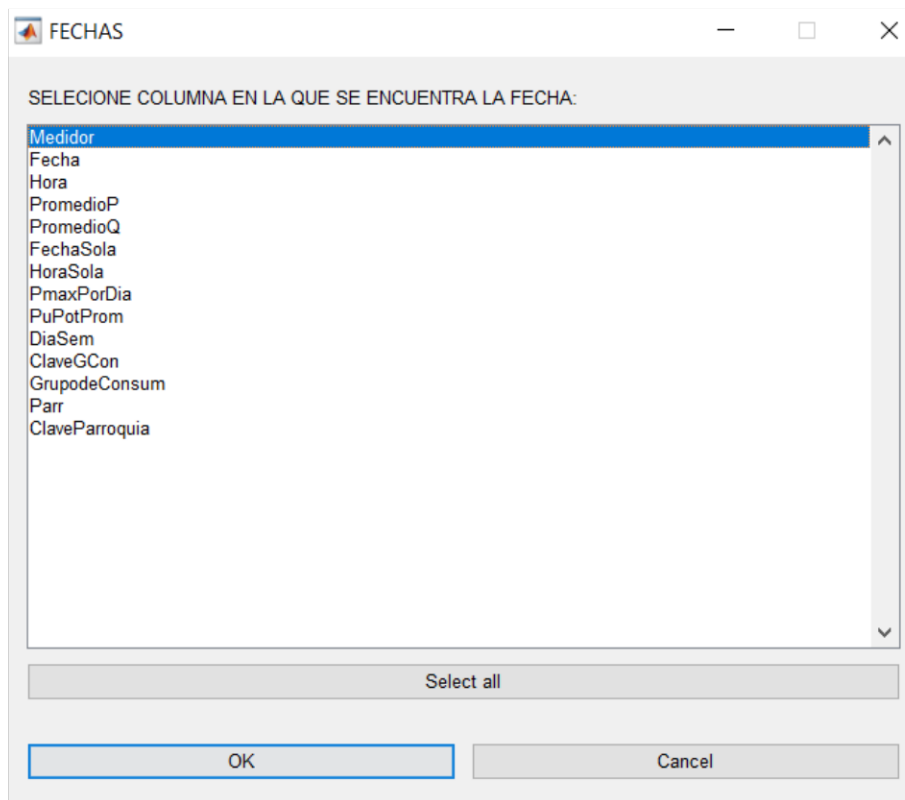 FECHAS
SELECIONE COLUMNA EN LA QUE SE ENCUENTRA LA FECHA:
Medidor
Fecha
Hora
PromedioP
PromedioQ
FechaSola
HoraSola
PmaxPorDia
PuPotProm
DiaSem
ClaveGCon
GrupodeConsum
Parr
ClaveParroquia
Select all
OK
Cancel